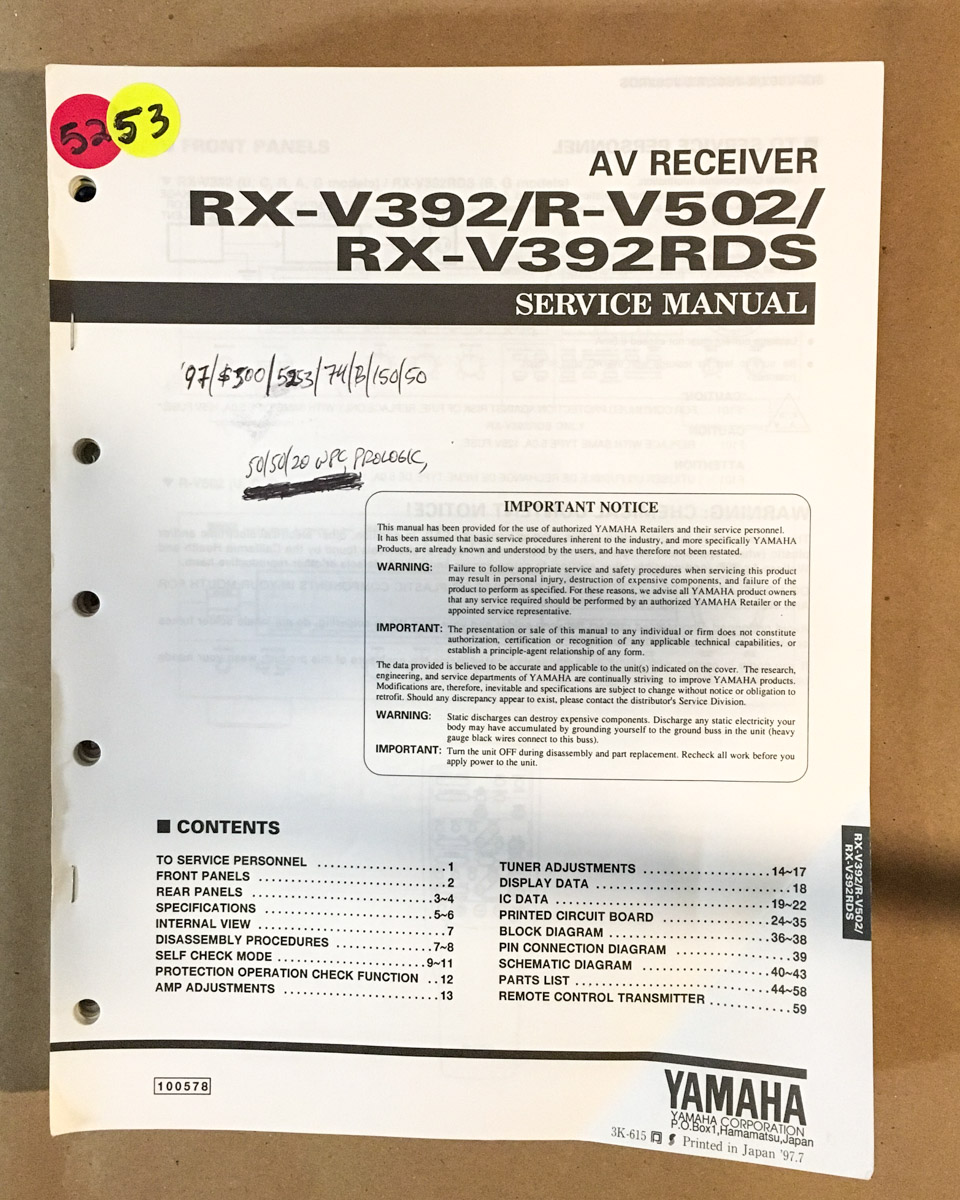 52
53
AV RECEIVER
RX-V392/R-V502/
RX-V392RDS
SERVICE MANUAL
'97/$300/5253/74/B/150/50
50/50/20 WPC, PROLOGIC,
IMPORTANT NOTICE
This manual has been provided for the use of authorized YAMAHA Retailers and their service personnel.
It has been assumed that basic service procedures inherent to the industry, and more specifically YAMAHA
Products, are already known and understood by the users, and have therefore not been restated.
WARNING: Failure to follow appropriate service and safety procedures when servicing this product
may result in personal injury, destruction of expensive components, and failure of the
product to perform as specified. For these reasons, we advise all YAMAHA product owners
that any service required should be performed by an authorized YAMAHA Retailer or the
appointed service representative.
IMPORTANT: The presentation or sale of this manual to any individual or firm does not constitute
authorization, certification or recognition of any applicable technical capabilities, or
establish a principle-agent relationship of any form.
The data provided is believed to be accurate and applicable to the unit(s) indicated on the cover. The research,
engineering, and service departments of YAMAHA are continually striving to improve YAMAHA products.
Modifications are, therefore, inevitable and specifications are subject to change without notice or obligation to
retrofit. Should any discrepancy appear to exist, please contact the distributor's Service Division.
WARNING: Static discharges can destroy expensive components. Discharge any static electricity your
body may have accumulated by grounding yourself to the ground buss in the unit (heavy
gauge black wires connect to this buss).
IMPORTANT: Turn the unit OFF during disassembly and part replacement. Recheck all work before you
apply power to the unit.
■ CONTENTS
TO SERVICE PERSONNEL ................ 1
FRONT PANELS ................ 2
REAR PANELS ................ 3~4
SPECIFICATIONS ................ 5~6
INTERNAL VIEW ................ 7
DISASSEMBLY PROCEDURES ................ 7~8
SELF CHECK MODE ................ 9~11
PROTECTION OPERATION CHECK FUNCTION .. 12
AMP ADJUSTMENTS ................ 13
TUNER ADJUSTMENTS ................ 14~17
DISPLAY DATA ................ 18
IC DATA ................ 19~22
PRINTED CIRCUIT BOARD ................ 24~35
BLOCK DIAGRAM ................ 36~38
PIN CONNECTION DIAGRAM ................ 39
SCHEMATIC DIAGRAM ................ 40~43
PARTS LIST ................ 44~58
REMOTE CONTROL TRANSMITTER ................ 59
RX-V392/R-V502/
RX-V392RDS
100578
YAMAHA
YAMAHA CORPORATION
P.O.Box1,Hamamatsu,Japan
3K-615 Printed in Japan '97.7